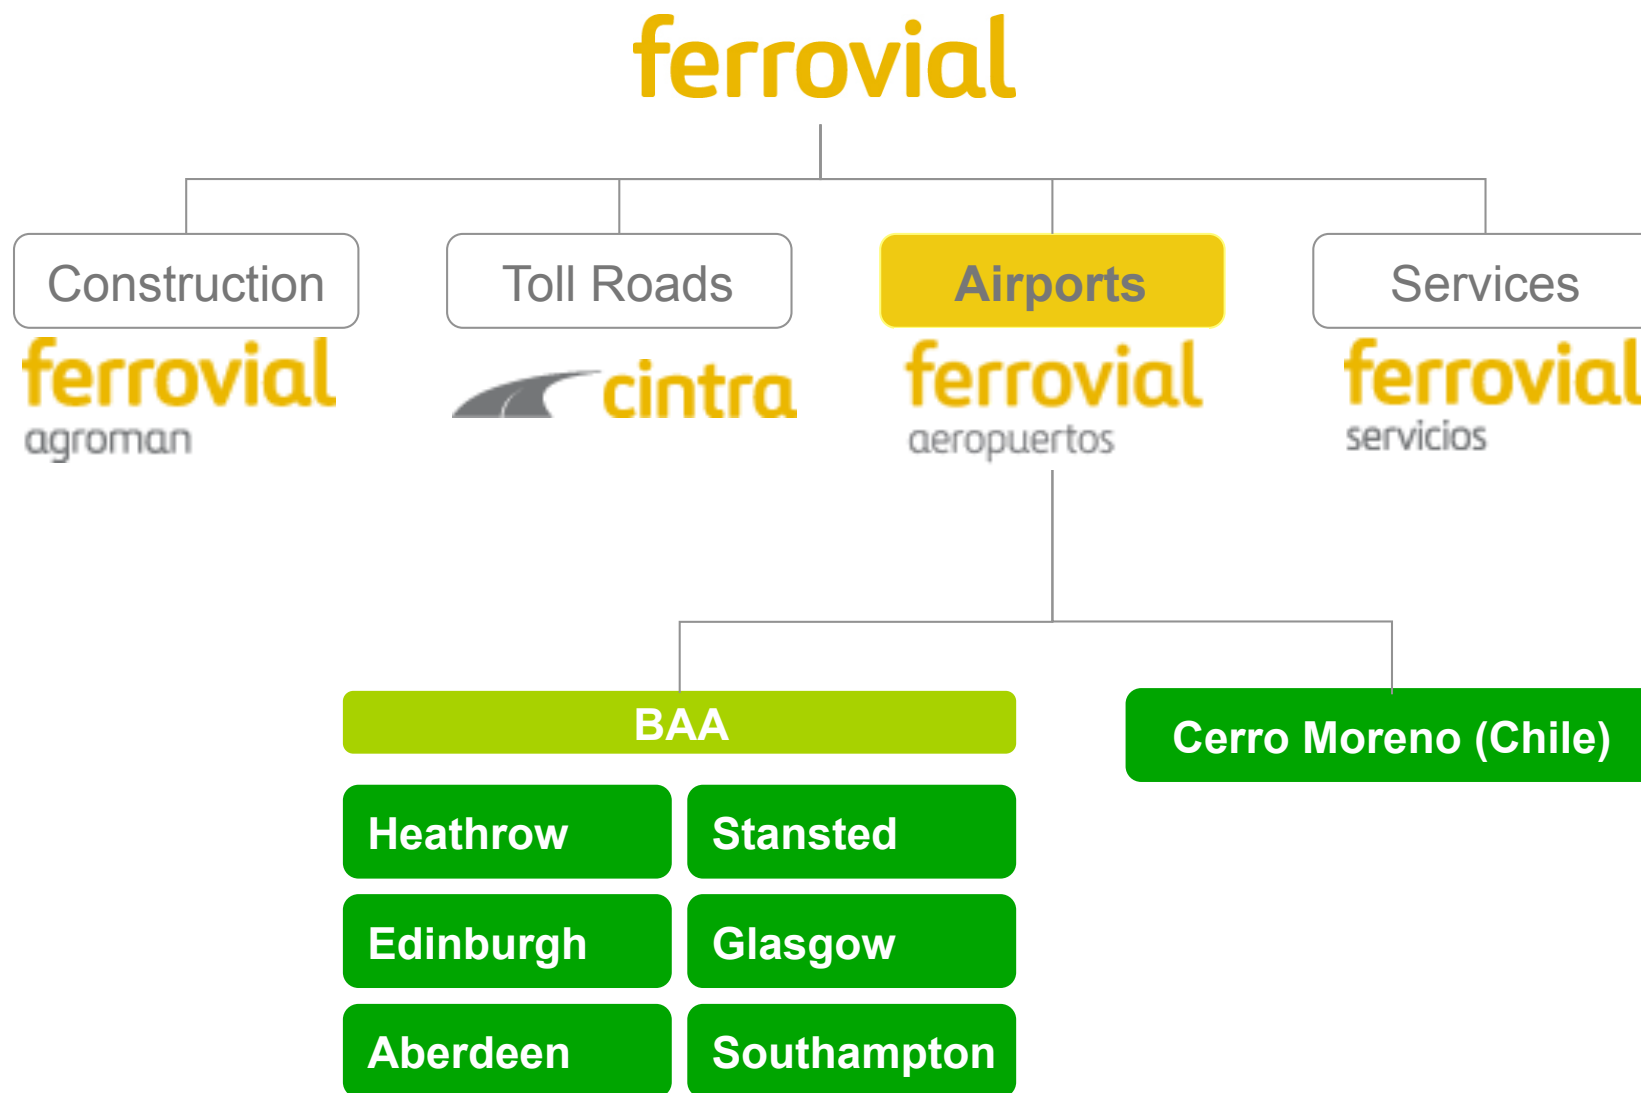 ferrovial
Construction
Toll Roads
Airports
Services
ferrovial
agroman
cintra
ferrovial
aeropuertos
ferrovial
servicios
BAA
Cerro Moreno (Chile)
Heathrow
Stansted
Edinburgh
Glasgow
Aberdeen
Southampton